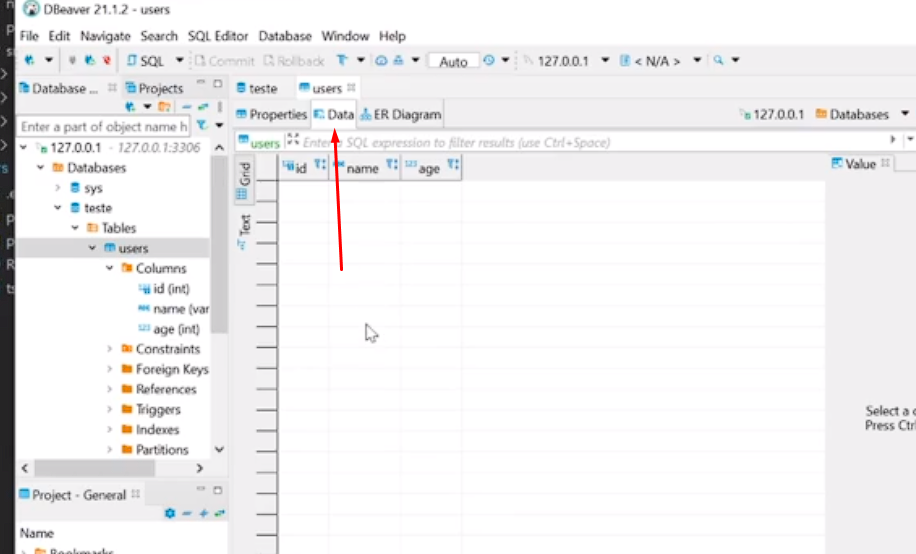 DBeaver 21.1.2 - users
File Edit Navigate Search SQL Editor Database Window Help
SQL Commit Rollback Auto 127.0.0.1 < N/A >
Database ... Projects
teste users
Properties Data ER Diagram 127.0.0.1 Databases
Enter a part of object name h
users SQL expression to filter results (use Ctrl+Space)
127.0.0.1 - 127.0.0.1:3306
Databases
sys
teste
Tables
users
Columns
id (int)
name (var
age (int)
Constraints
Foreign Keys
References
Triggers
Indexes
Partitions
Grid
Text
id name age
Value
Select a
Press Ctr
Project - General
Name
Bookmarks